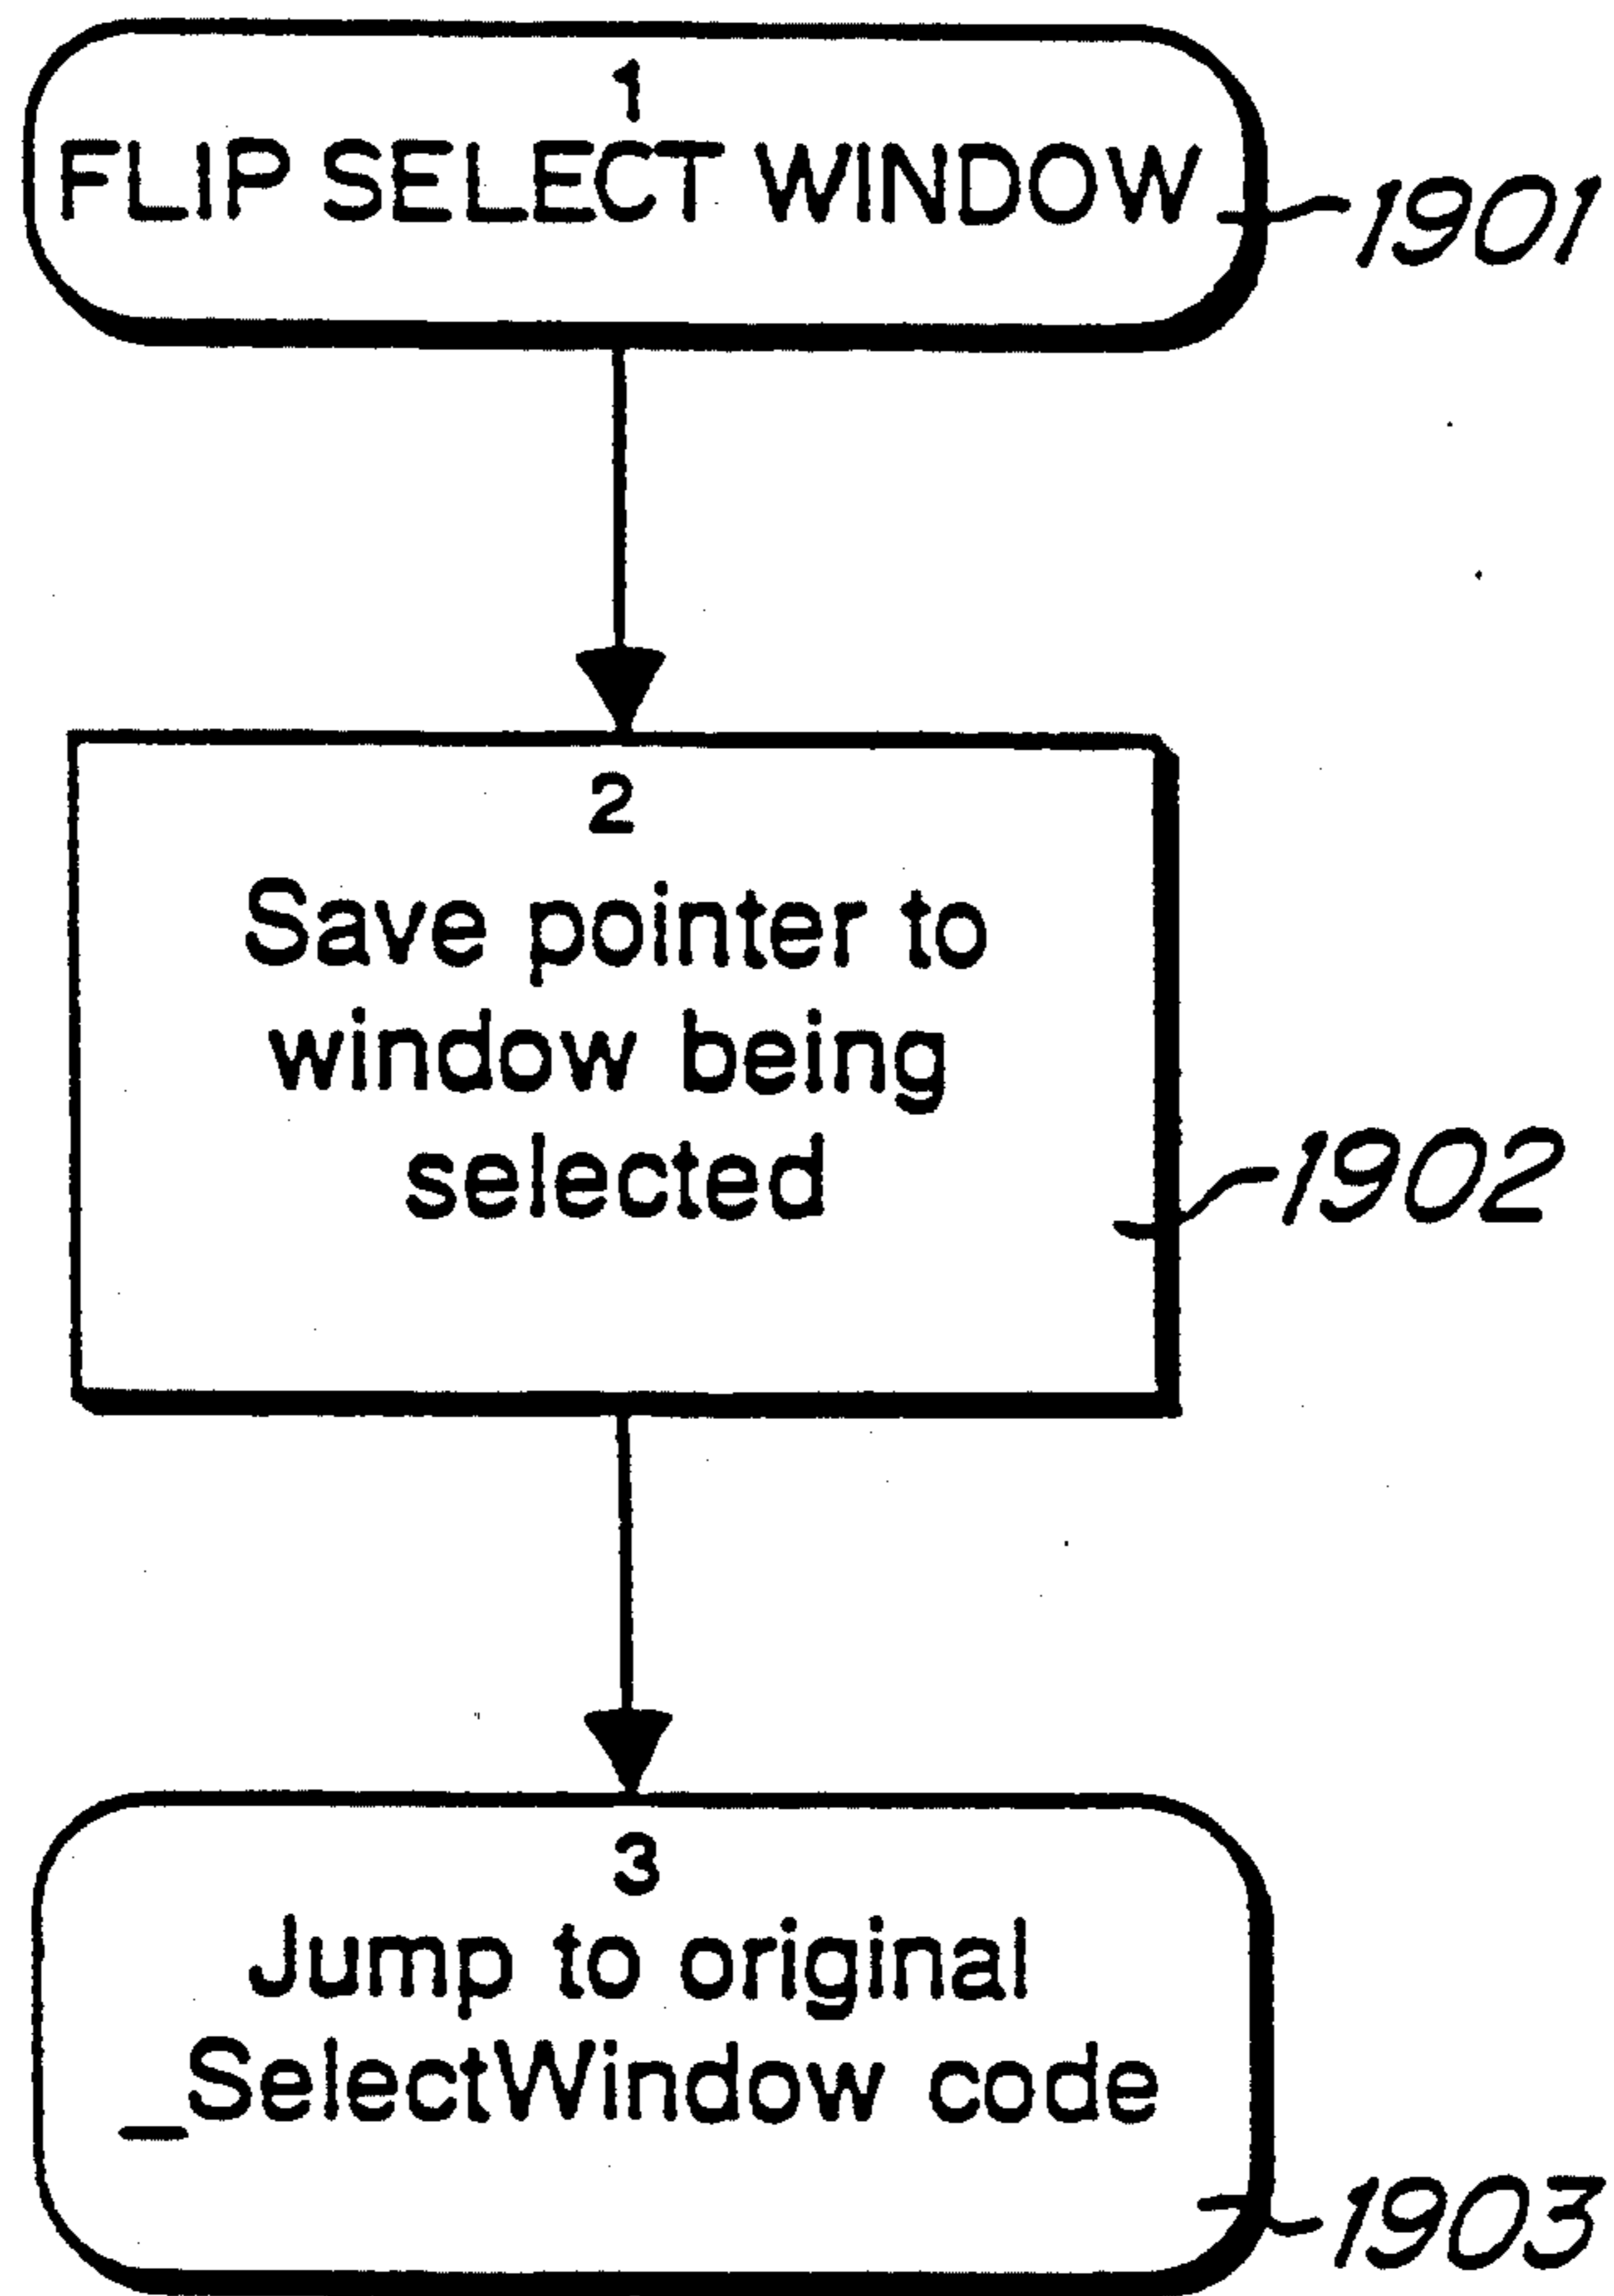 1
FLIP SELECT WINDOW
1901
2
Save pointer to
window being
selected
1902
3
Jump to original
_SelectWindow code
1903